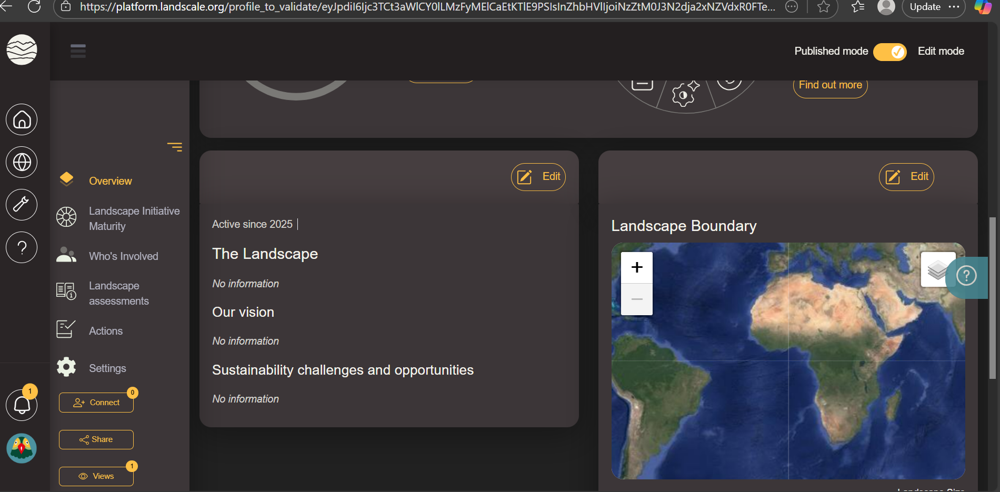 https://platform.landscale.org/profile_to_validate/
Update
Published mode
Edit mode
Find out more
Overview
Landscape Initiative
Maturity
Who's Involved
Landscape
assessments
Actions
Settings
0
Connect
Share
1
Views
1
Edit
Active since 2025
The Landscape
No information
Our vision
No information
Sustainability challenges and opportunities
No information
Edit
Landscape Boundary
+
−
?
?